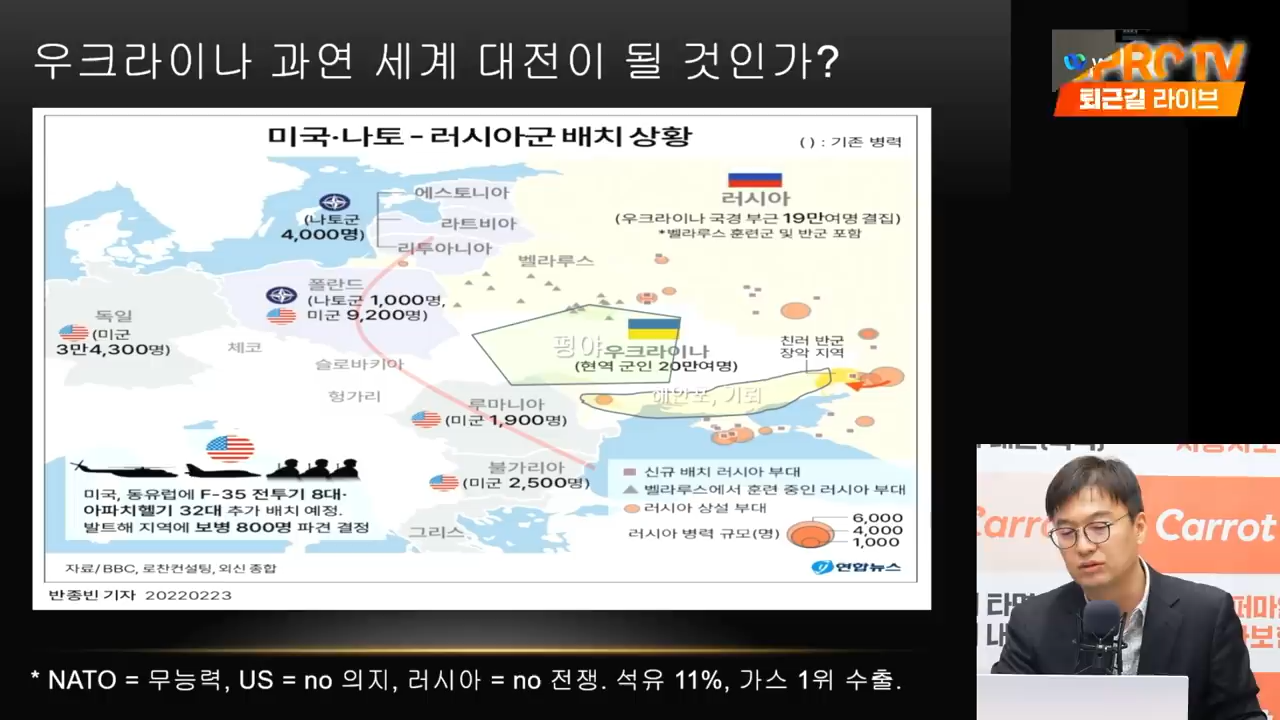 우크라이나 과연 세계 대전이 될 것인가?
PRO TV
퇴근길 라이브
미국·나토 – 러시아군 배치 상황
( ) : 기존 병력
에스토니아
라트비아
리투아니아
(나토군
4,000명)
러시아
(우크라이나 국경 부근 19만여명 결집)
*벨라루스 훈련군 및 반군 포함
벨라루스
폴란드
(나토군 1,000명,
미군 9,200명)
독일
(미군
3만4,300명)
체코
슬로바키아
헝가리
평야
우크라이나
(현역 군인 20만여명)
친러 반군
장악 지역
해안포, 기뢰
루마니아
(미군 1,900명)
불가리아
(미군 2,500명)
그리스
미국, 동유럽에 F-35 전투기 8대·
아파치헬기 32대 추가 배치 예정.
발트해 지역에 보병 800명 파견 결정
신규 배치 러시아 부대
벨라루스에서 훈련 중인 러시아 부대
러시아 상설 부대
러시아 병력 규모(명)
6,000
4,000
1,000
자료/ BBC, 로찬컨설팅, 외신 종합
연합뉴스
반종빈 기자 20220223
* NATO = 무능력, US = no 의지, 러시아 = no 전쟁. 석유 11%, 가스 1위 수출.
Carrot